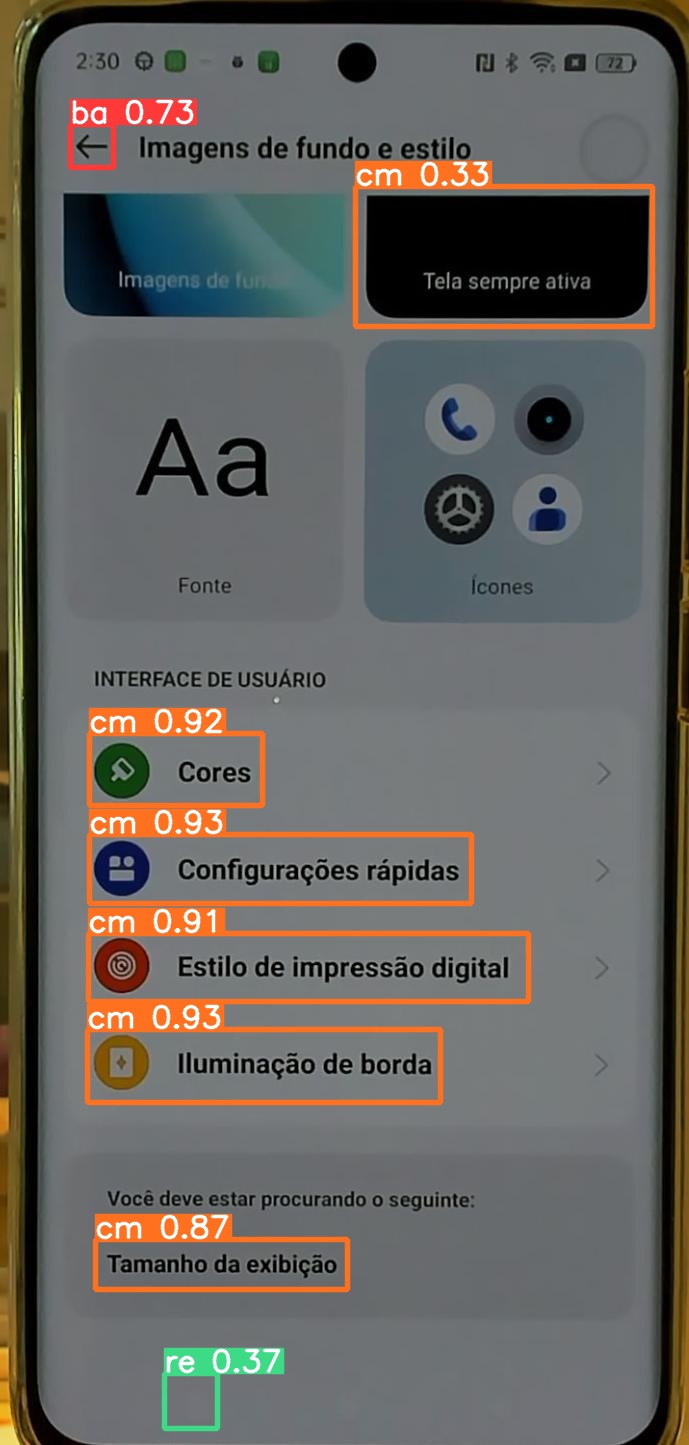 2:30
72
ba 0.73
Imagens de fundo e estilo
cm 0.33
Imagens de fundo
Tela sempre ativa
Aa
Fonte
Ícones
INTERFACE DE USUÁRIO
cm 0.92
Cores
cm 0.93
Configurações rápidas
cm 0.91
Estilo de impressão digital
cm 0.93
Iluminação de borda
Você deve estar procurando o seguinte:
cm 0.87
Tamanho da exibição
re 0.37